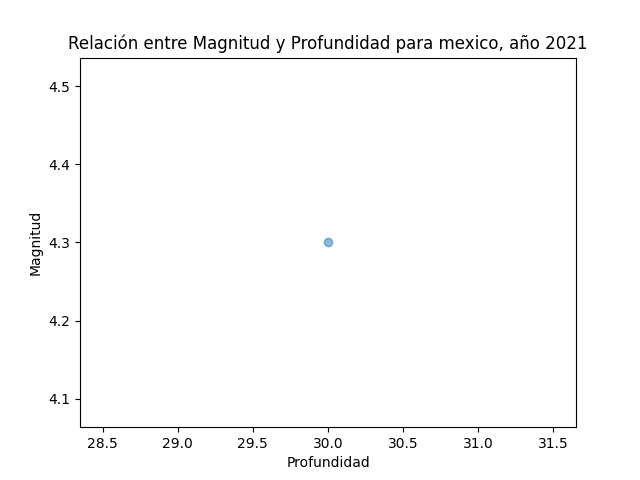 Relación entre Magnitud y Profundidad para mexico, año 2021
4.5
4.4
4.3
4.2
4.1
Magnitud
28.5 29.0 29.5 30.0 30.5 31.0 31.5
Profundidad